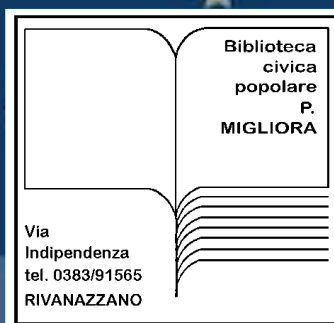 Biblioteca
civica
popolare
P.
MIGLIORA
Via
Indipendenza
tel. 0383/91565
RIVANAZZANO